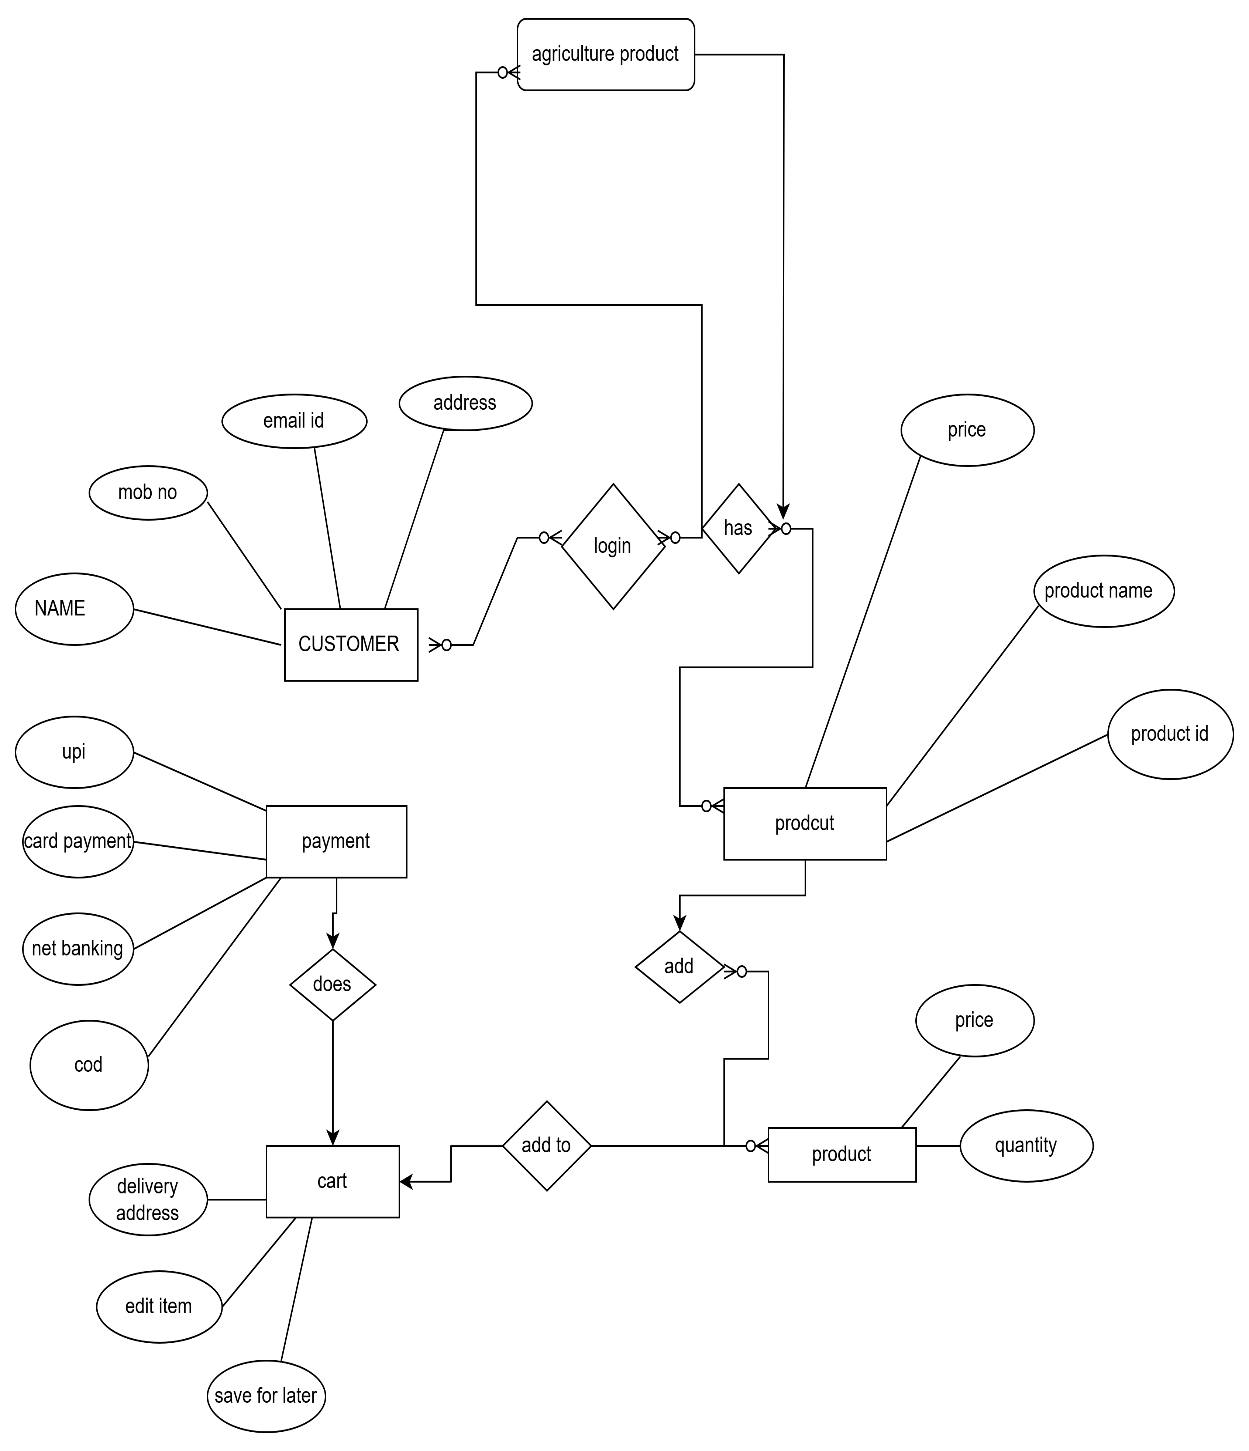 agriculture product
address
email id
price
mob no
has
login
product name
NAME
CUSTOMER
product id
upi
prodcut
card payment
payment
net banking
add
does
price
cod
add to
quantity
product
cart
delivery
address
edit item
save for later